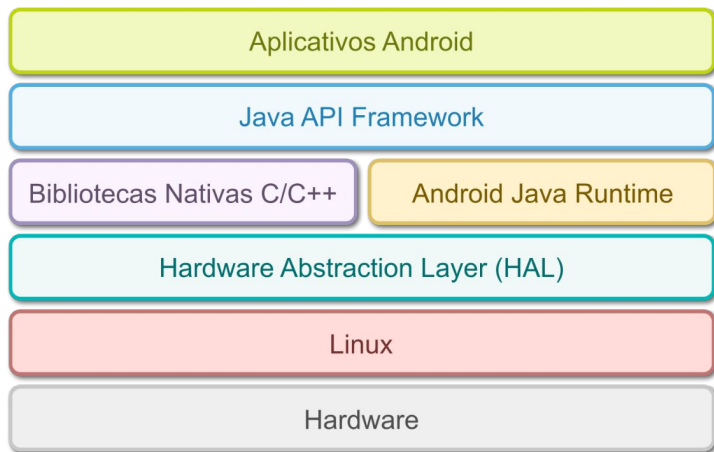 Aplicativos Android
Java API Framework
Bibliotecas Nativas C/C++
Android Java Runtime
Hardware Abstraction Layer (HAL)
Linux
Hardware